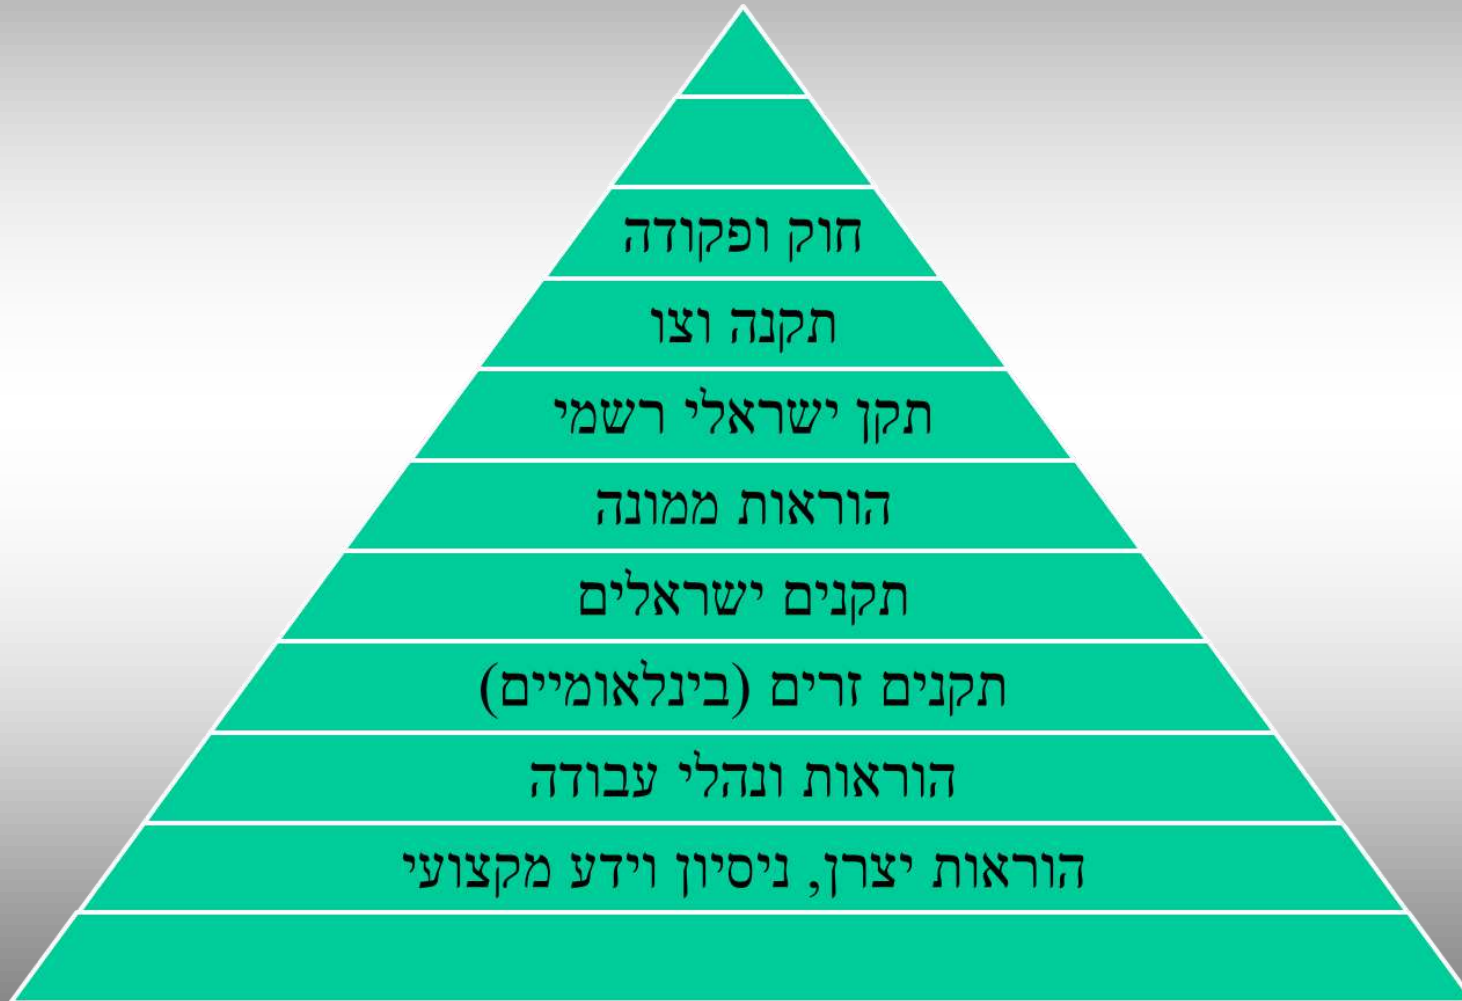 חוק ופקודה
תקנה וצו
תקן ישראלי רשמי
הוראות ממונה
תקנים ישראלים
תקנים זרים (בינלאומיים)
הוראות ונהלי עבודה
הוראות יצרן, ניסיון וידע מקצועי